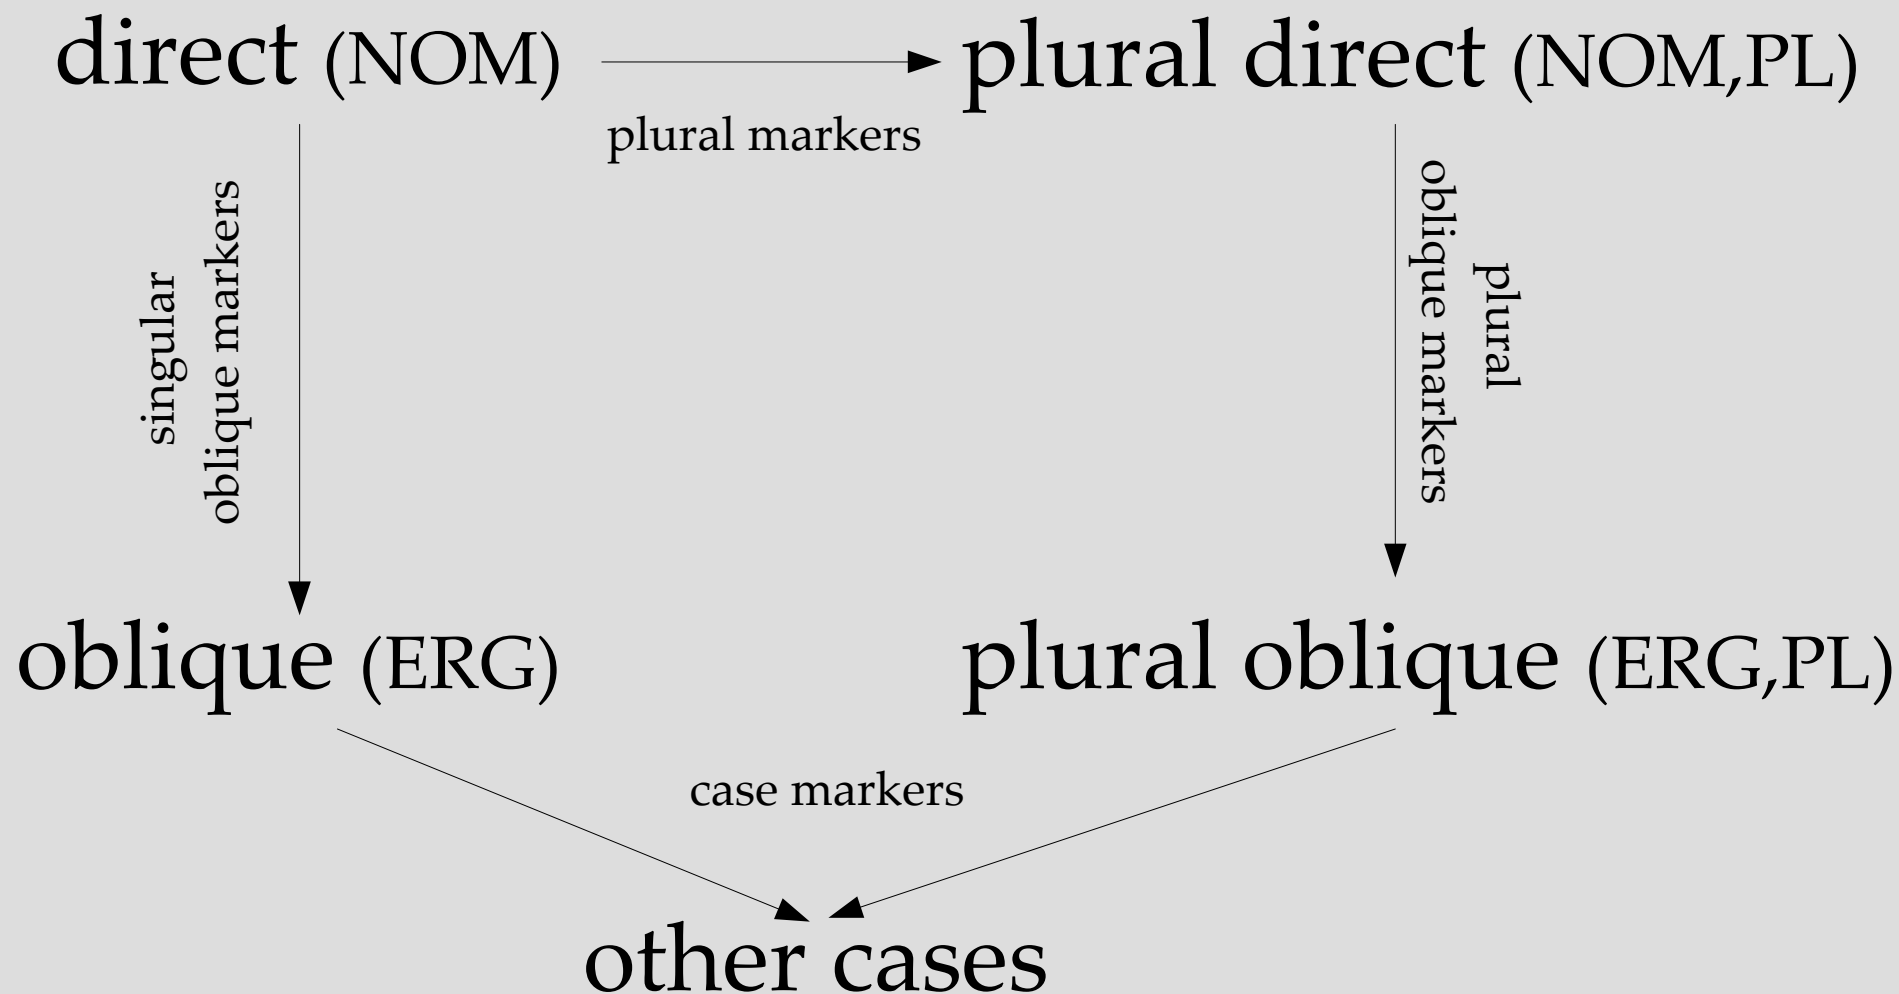 direct (NOM)
plural direct (NOM,PL)
plural markers
singular
oblique markers
plural
oblique markers
oblique (ERG)
plural oblique (ERG,PL)
case markers
other cases